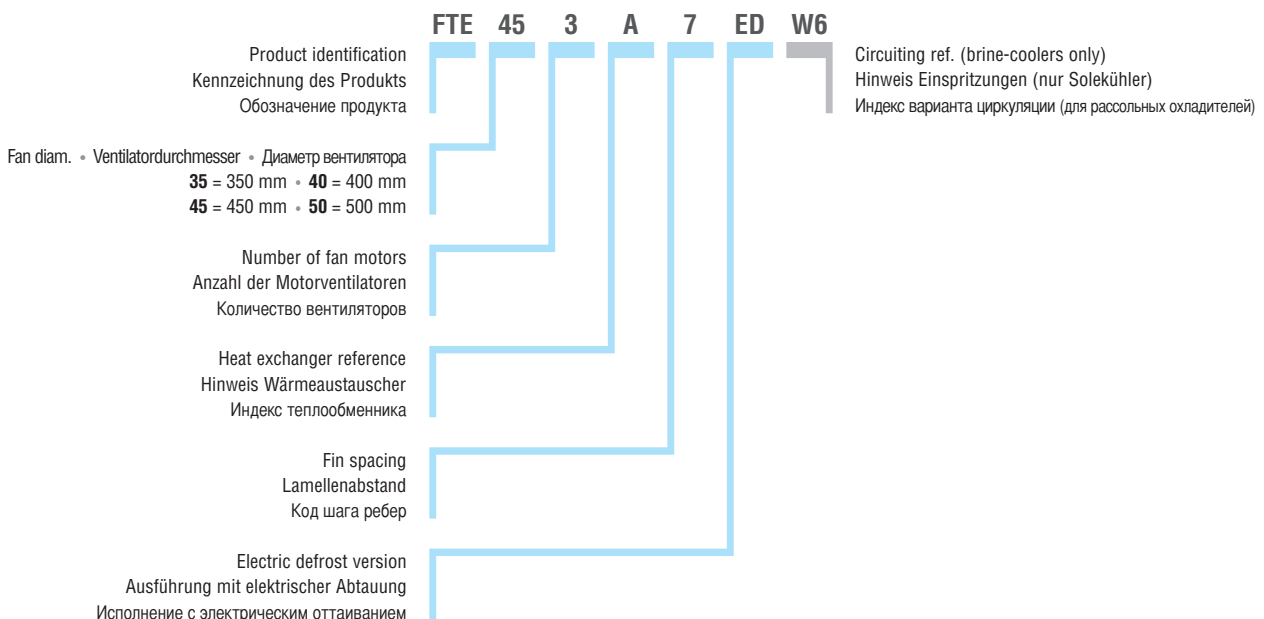 FTE 45 3 A 7 ED W6
Product identification
Kennzeichnung des Produkts
Обозначение продукта
Circuiting ref. (brine-coolers only)
Hinweis Einspritzungen (nur Solekühler)
Индекс варианта циркуляции (для рассольных охладителей)
Fan diam. • Ventilatordurchmesser • Диаметр вентилятора
35 = 350 mm • 40 = 400 mm
45 = 450 mm • 50 = 500 mm
Number of fan motors
Anzahl der Motorventilatoren
Количество вентиляторов
Heat exchanger reference
Hinweis Wärmeaustauscher
Индекс теплообменника
Fin spacing
Lamellenabstand
Код шага ребер
Electric defrost version
Ausführung mit elektrischer Abtauung
Исполнение с электрическим оттаиванием